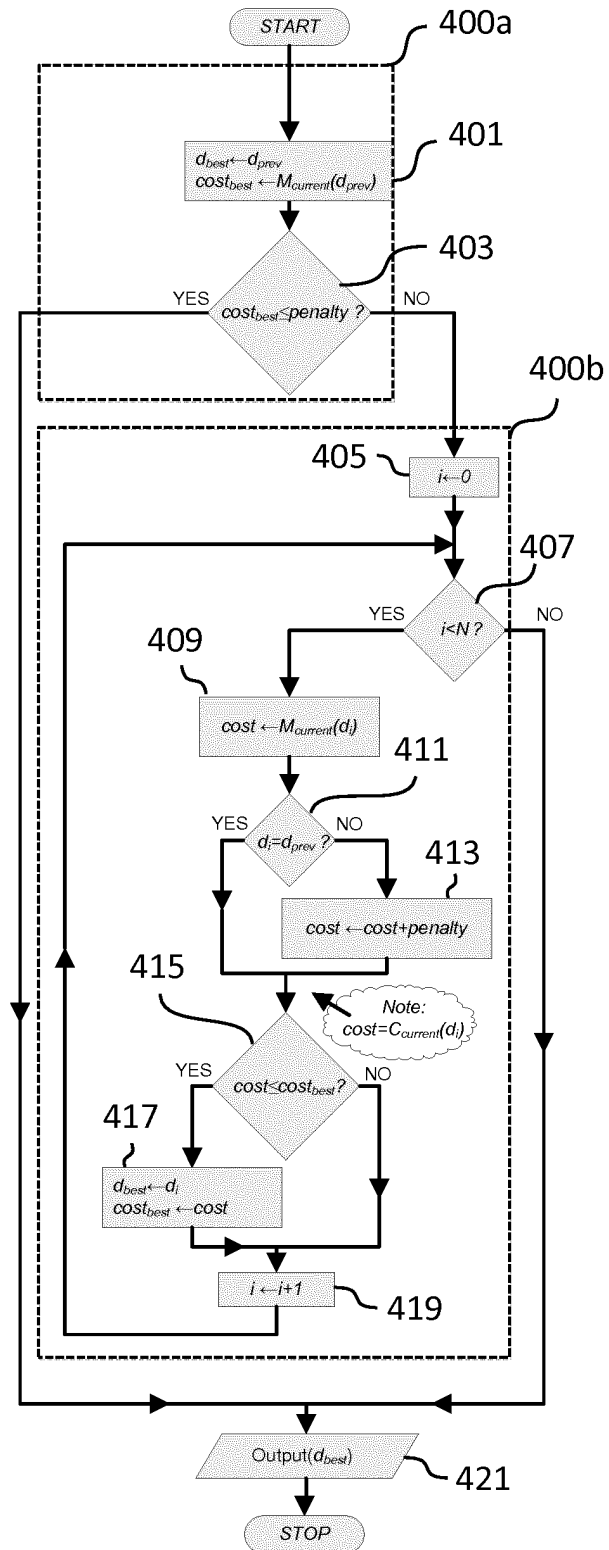 START
400a
401
d_best←d_prev
cost_best ←M_current(d_prev)
403
YES
NO
cost_best≤penalty ?
400b
405
i←0
407
YES
NO
i<N ?
409
cost ←M_current(d_i)
411
YES
NO
d_i=d_prev ?
413
cost ←cost+penalty
415
Note:
cost=C_current(d_i)
YES
NO
cost≤cost_best?
417
d_best←d_i
cost_best ←cost
i ←i+1
419
Output(d_best)
421
STOP